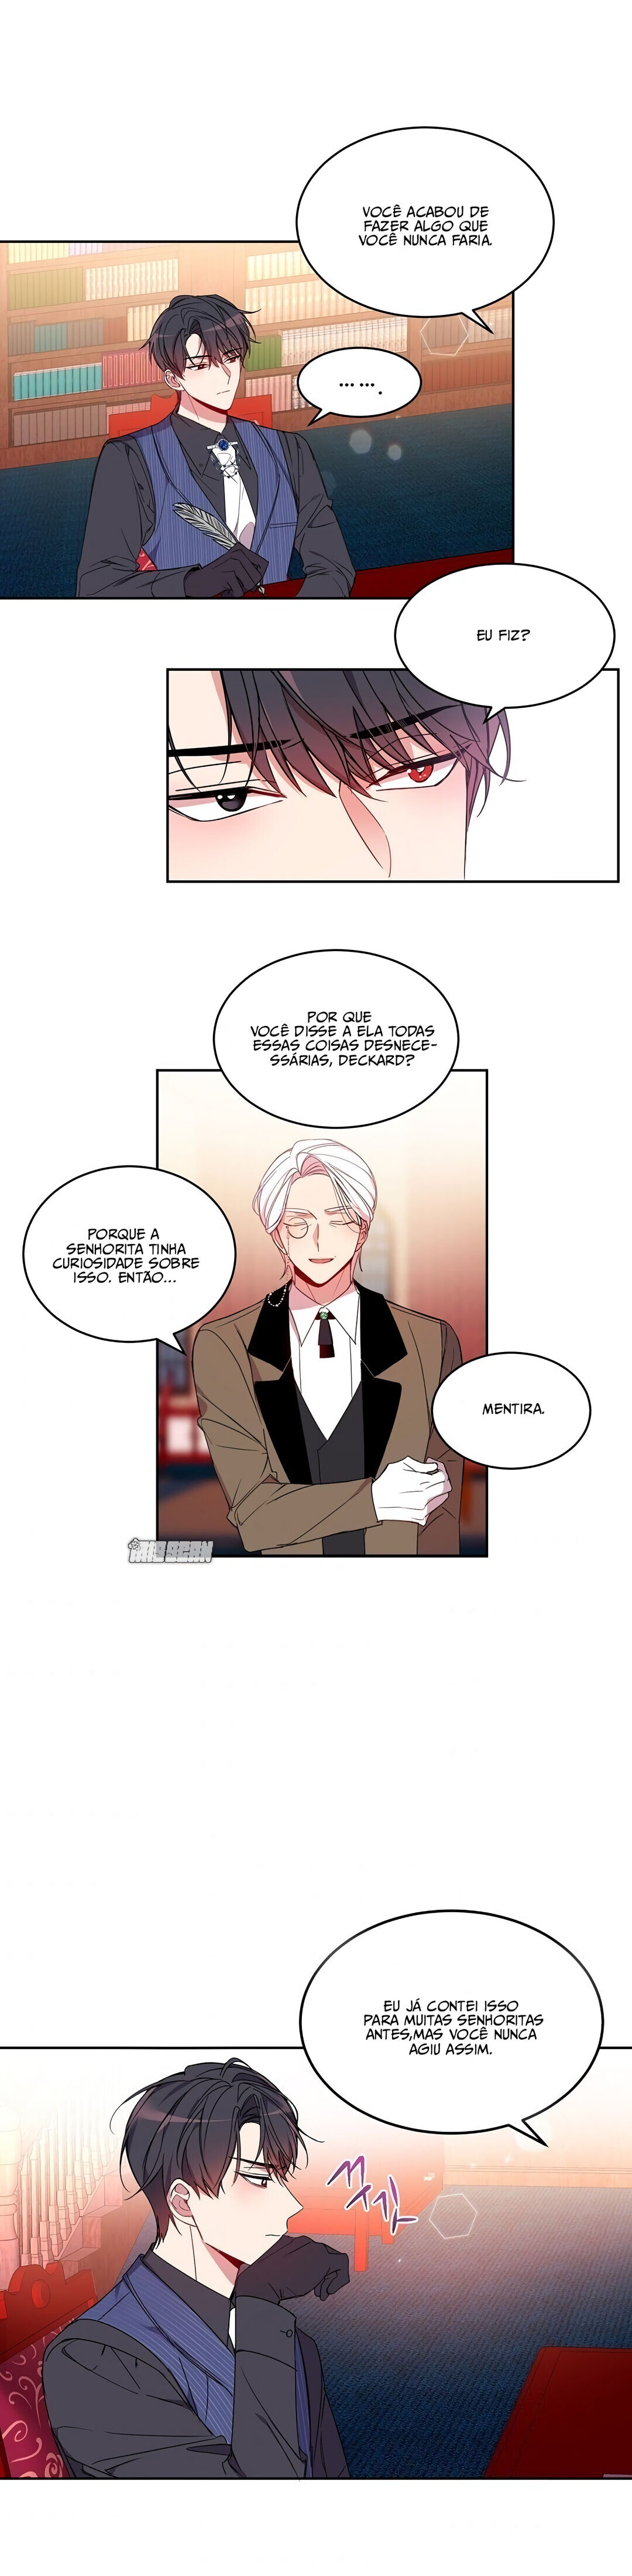 VOCÊ ACABOU DE
FAZER ALGO QUE
VOCÊ NUNCA FARIA.
... ... .
EU FIZ?
POR QUE
VOCÊ DISSE A ELA TODAS
ESSAS COISAS DESNECE-
SSÁRIAS, DECKARD?
PORQUE A
SENHORITA TINHA
CURIOSIDADE SOBRE
ISSO. ENTÃO...
MENTIRA.
EU JÁ CONTEI ISSO
PARA MUITAS SENHORITAS
ANTES,MAS VOCÊ NUNCA
AGIU ASSIM.